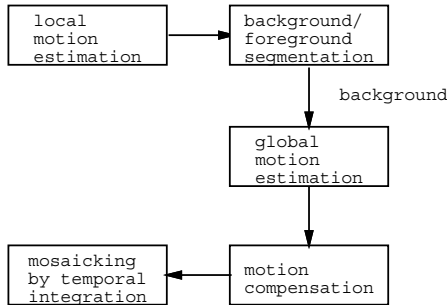 local
motion
estimation
background/
foreground
segmentation
background
global
motion
estimation
motion
compensation
mosaicking
by temporal
integration